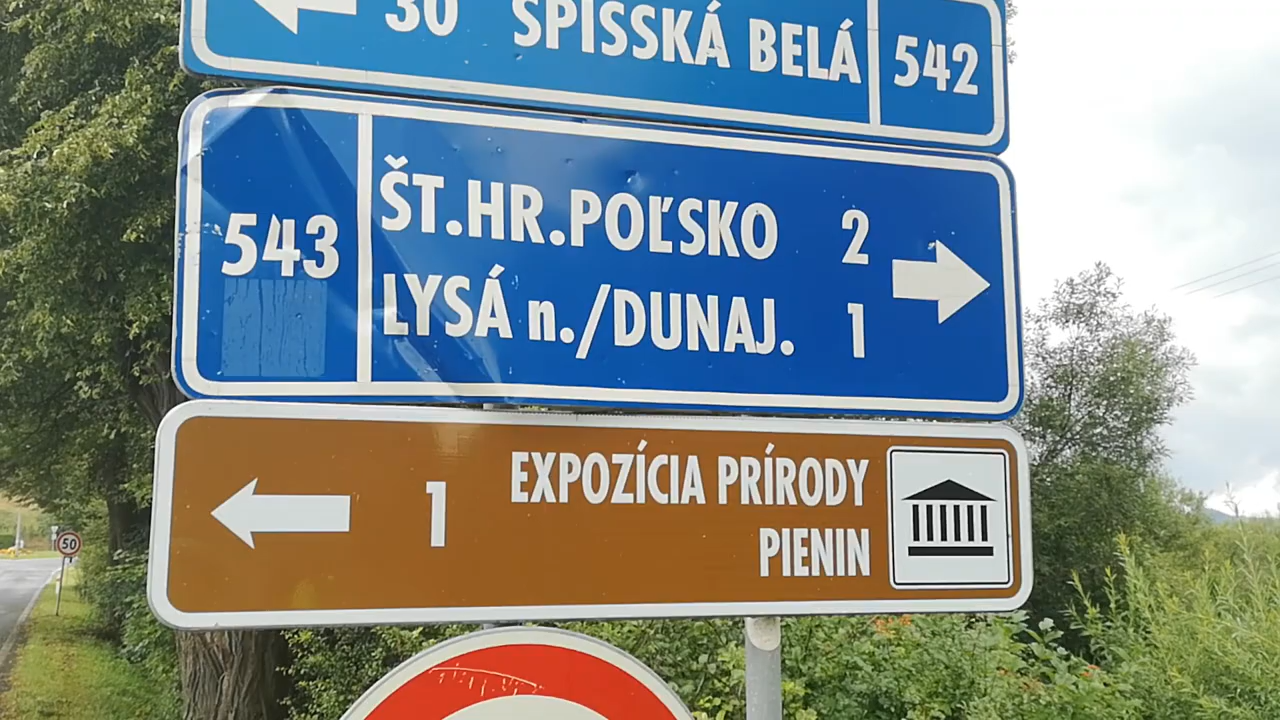 30 SPIŠSKÁ BELÁ 542
543
ŠT.HR.POĽSKO 2
LYSÁ n./DUNAJ. 1
1 EXPOZÍCIA PRÍRODY
PIENIN
50